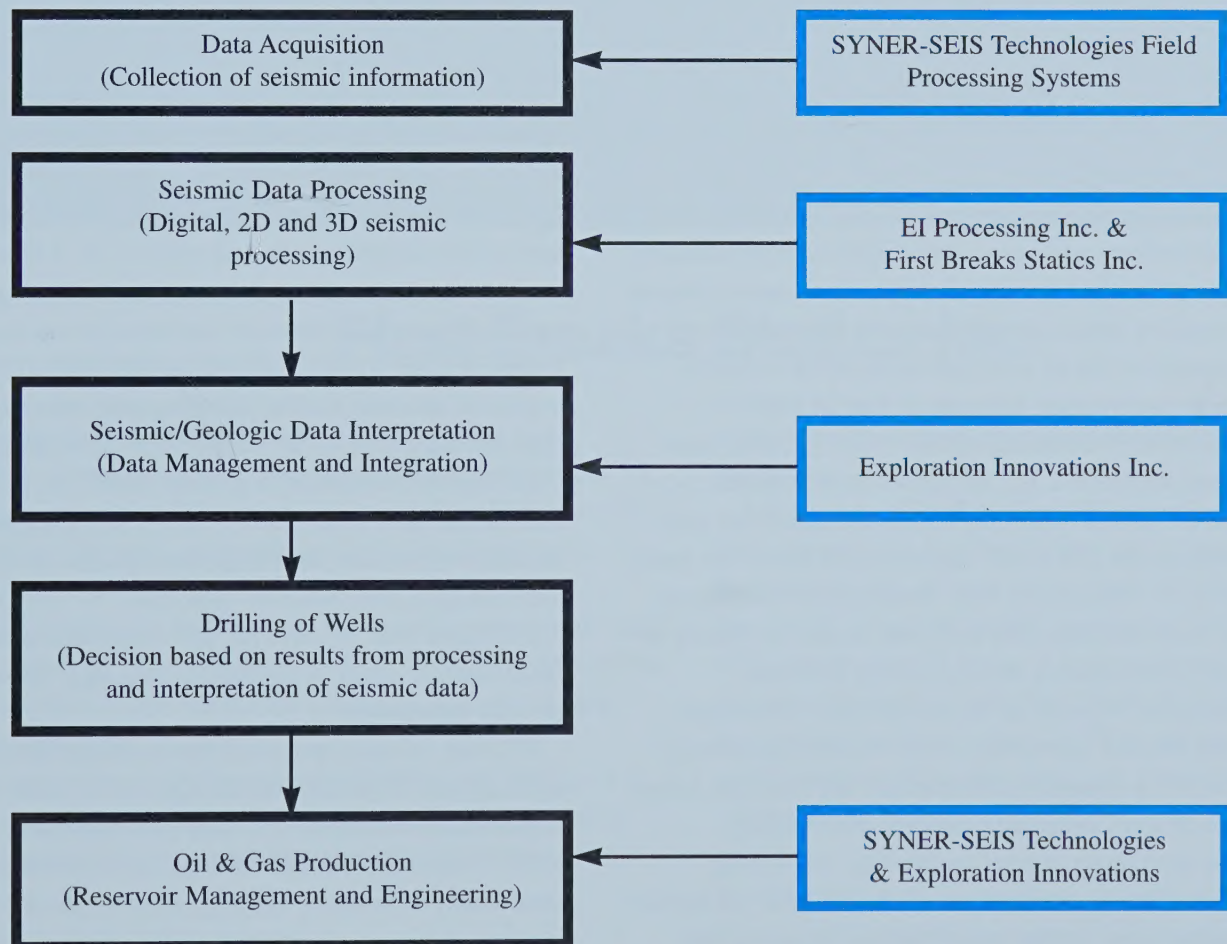 Data Acquisition
(Collection of seismic information)
SYNER-SEIS Technologies Field
Processing Systems
Seismic Data Processing
(Digital, 2D and 3D seismic
processing)
EI Processing Inc. &
First Breaks Statics Inc.
Seismic/Geologic Data Interpretation
(Data Management and Integration)
Exploration Innovations Inc.
Drilling of Wells
(Decision based on results from processing
and interpretation of seismic data)
Oil & Gas Production
(Reservoir Management and Engineering)
SYNER-SEIS Technologies
& Exploration Innovations